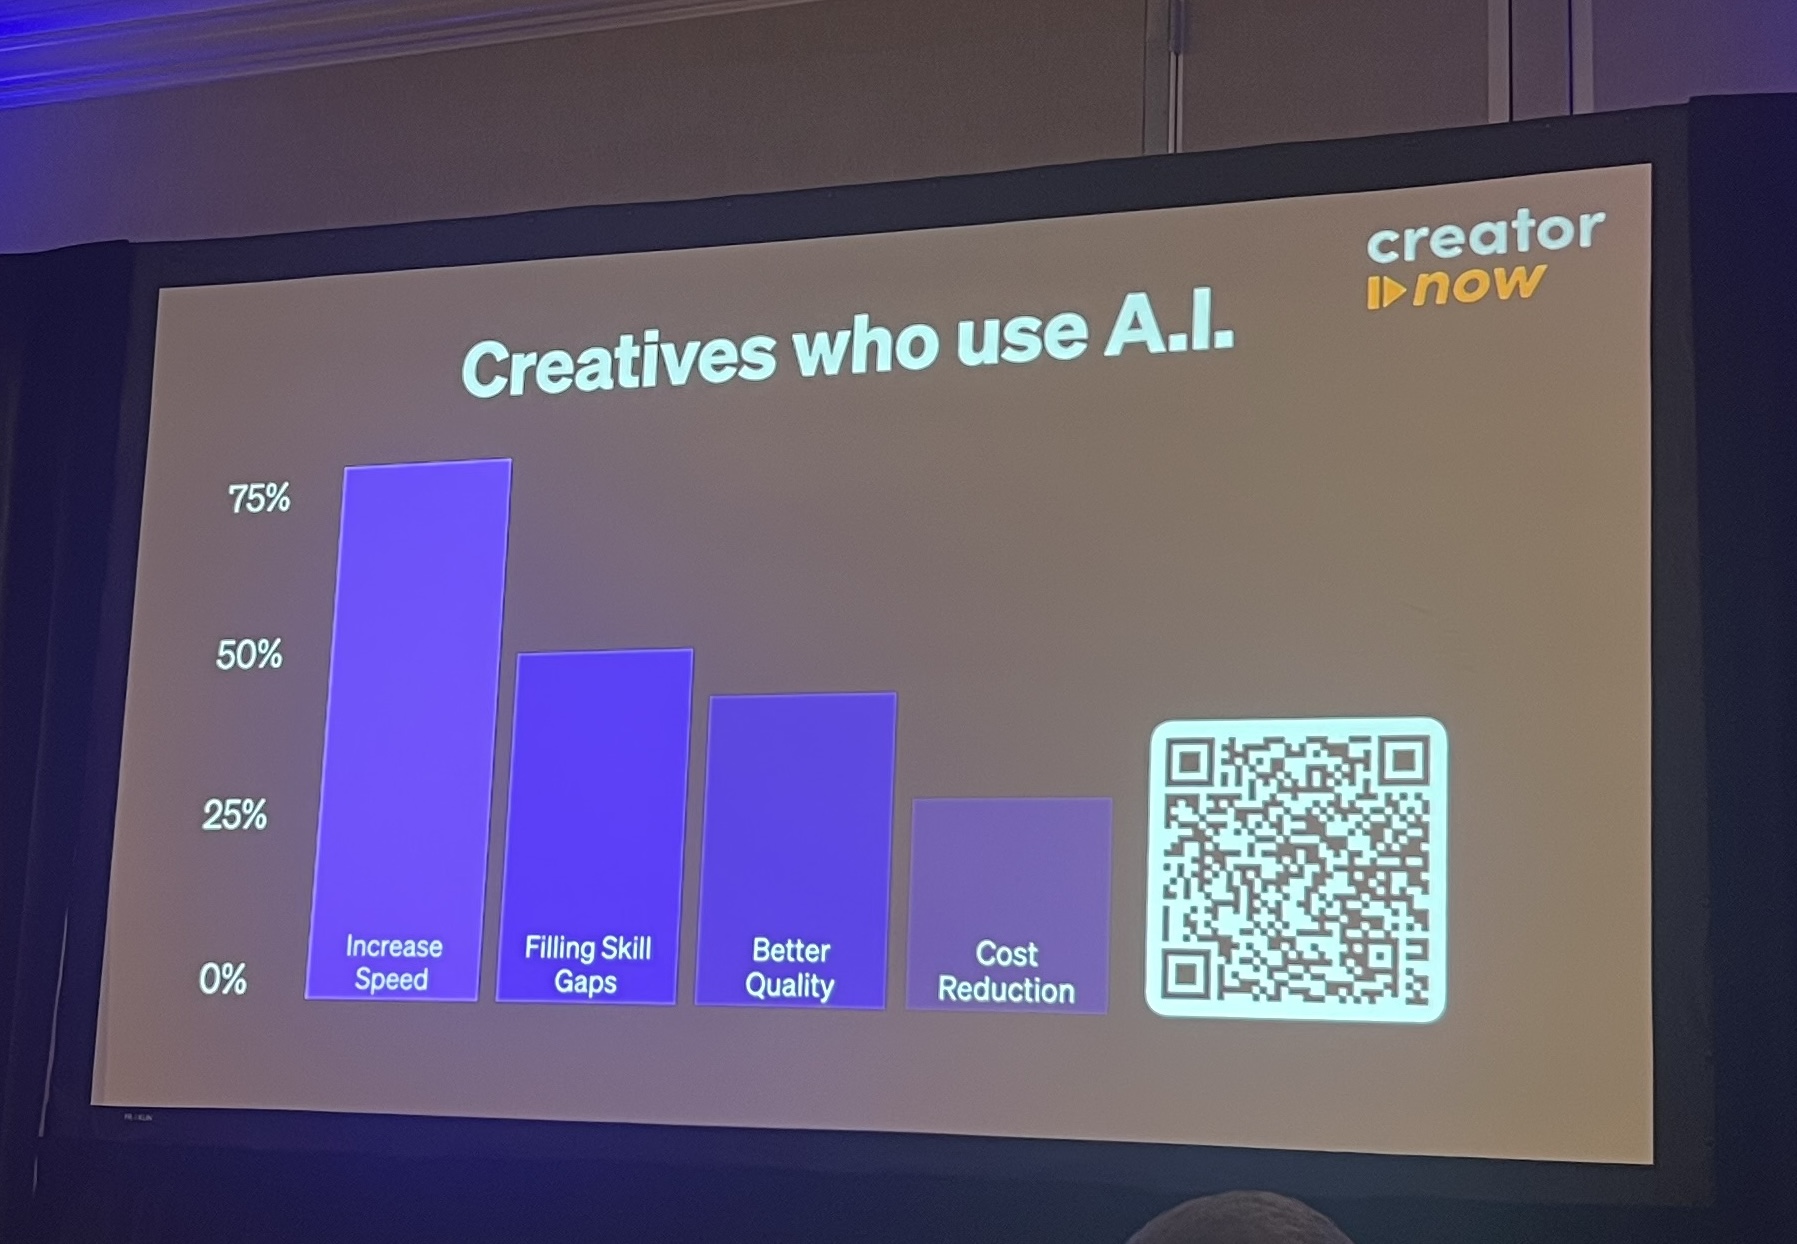 creator
now
Creatives who use A.I.
75%
50%
25%
0%
Increase
Speed
Filling Skill
Gaps
Better
Quality
Cost
Reduction